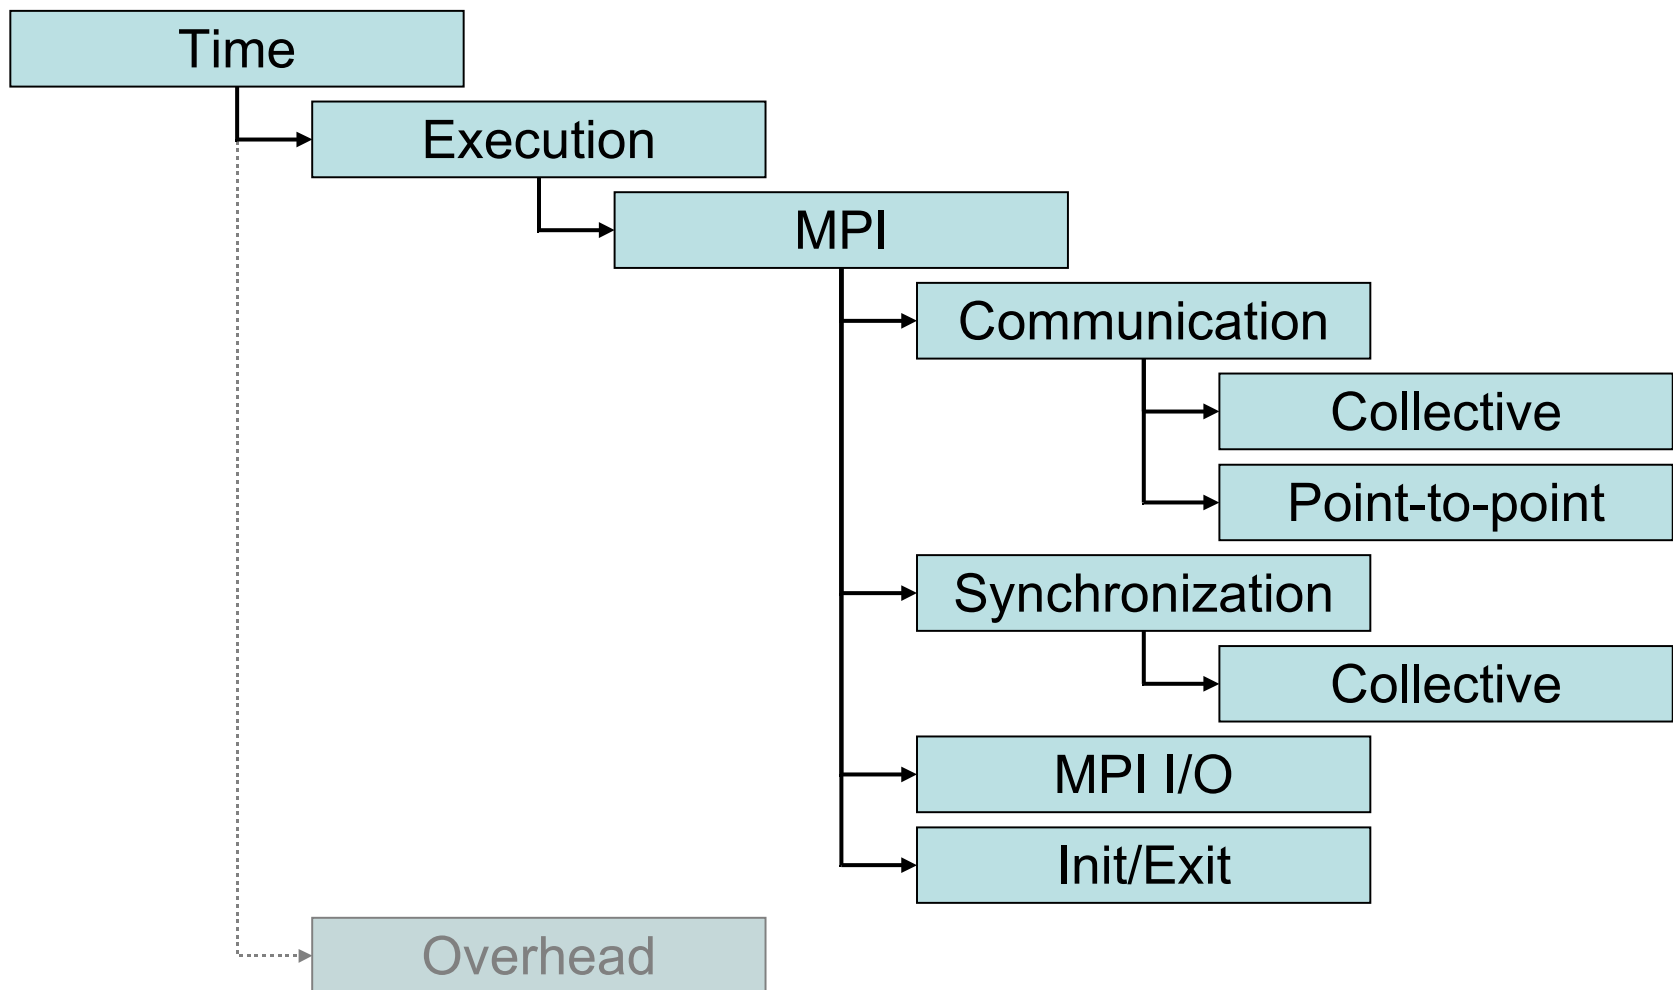 Time
Execution
MPI
Communication
Collective
Point-to-point
Synchronization
Collective
MPI I/O
Init/Exit
Overhead